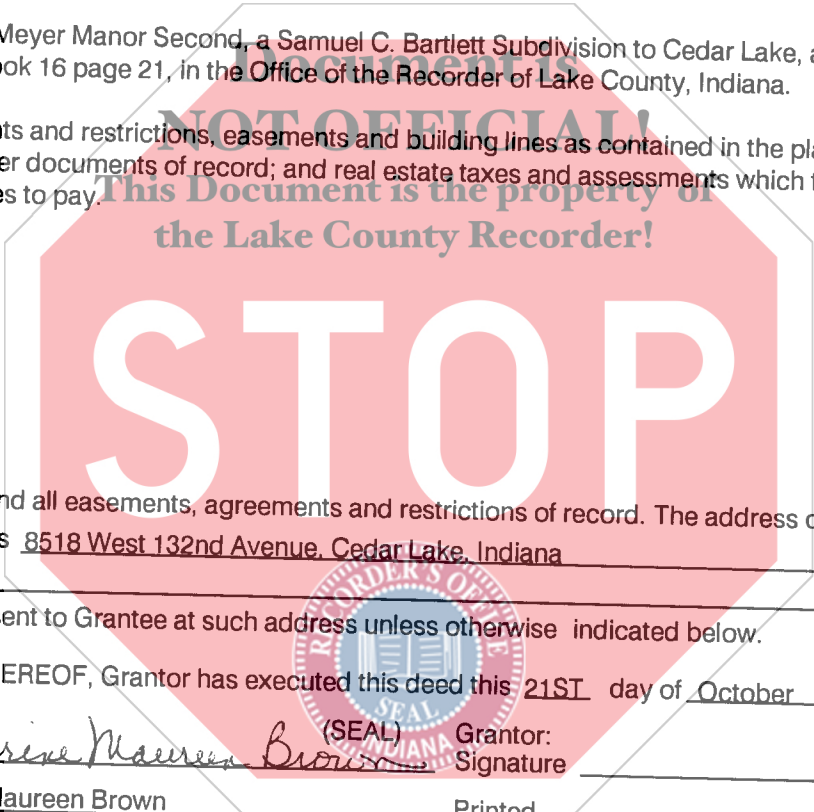 Meyer Manor Second, a Samuel C. Bartlett Subdivision to Cedar Lake, a
ok 16 page 21, in the Office of the Recorder of Lake County, Indiana.
Document is
NOT OFFICIAL!
ts and restrictions, easements and building lines as contained in the pla
er documents of record; and real estate taxes and assessments which f
es to pay.
This Document is the property of
the Lake County Recorder!
STOP
nd all easements, agreements and restrictions of record. The address o
s 8518 West 132nd Avenue, Cedar Lake, Indiana
RECORDER'S OFFICE
SEAL
INDIANA
ent to Grantee at such address unless otherwise indicated below.
EREOF, Grantor has executed this deed this 21ST day of October
(SEAL) Grantor:
rine Maureen Brown Signature
Maureen Brown Printed